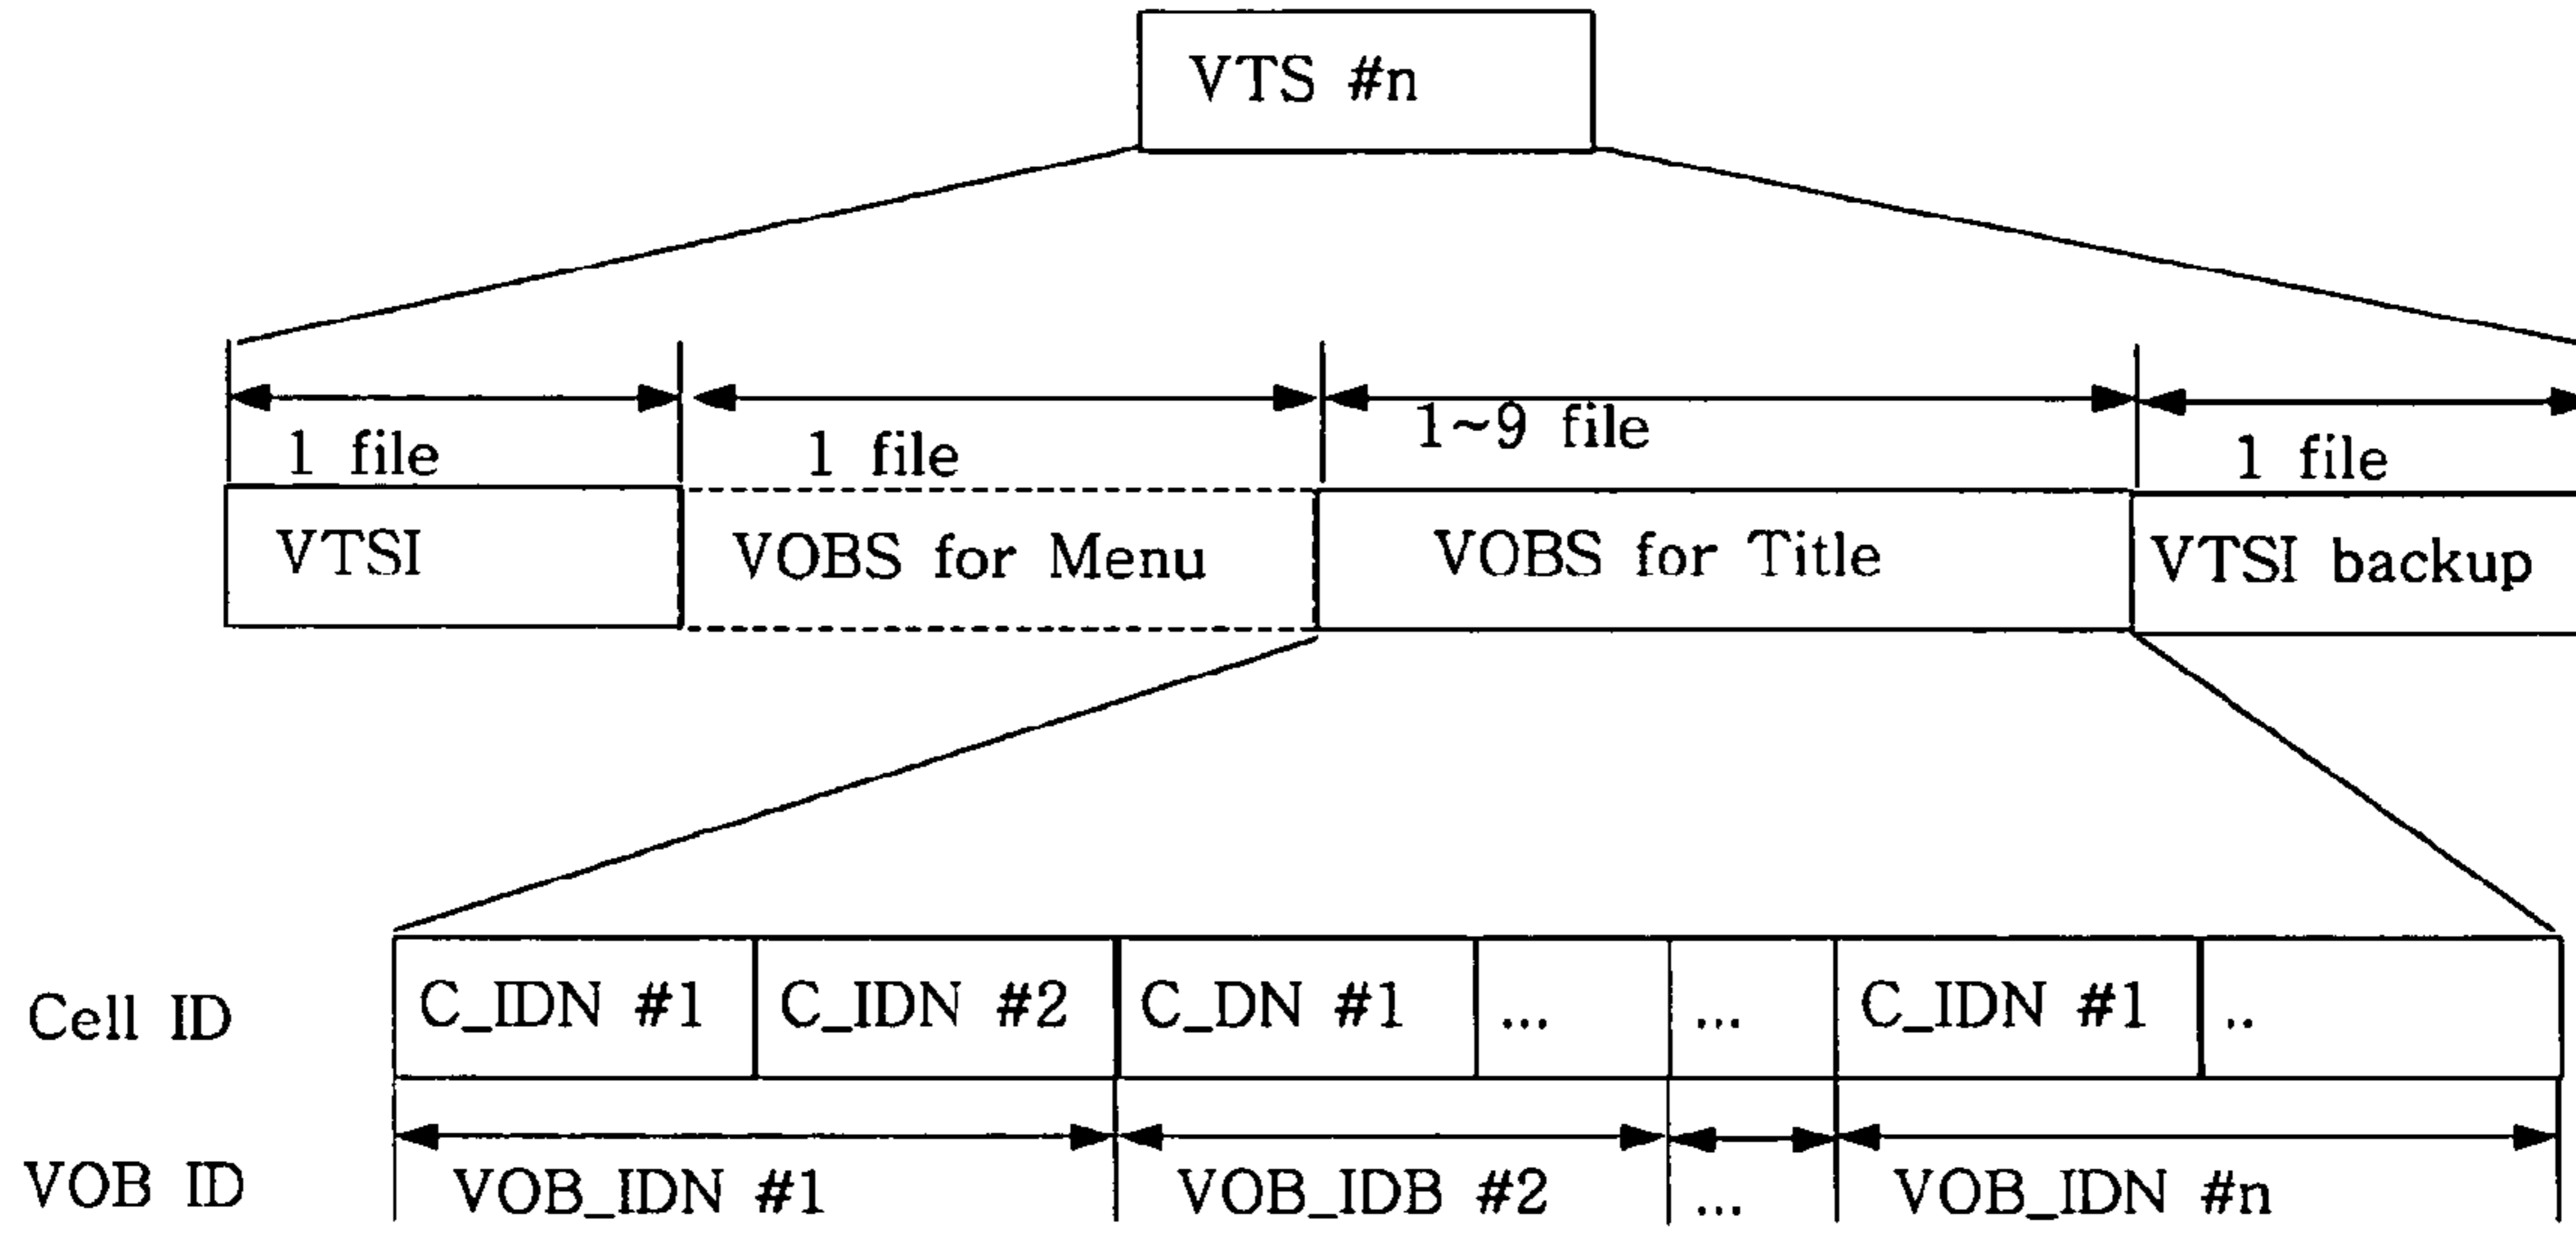 VTS #n
1 file
1 file
1~9 file
1 file
VTSI
VOBS for Menu
VOBS for Title
VTSI backup
Cell ID
C_IDN #1
C_IDN #2
C_DN #1
...
...
C_IDN #1
..
VOB ID
VOB_IDN #1
VOB_IDB #2
...
VOB_IDN #n